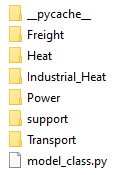 __pycache__
Freight
Heat
Industrial_Heat
Power
support
Transport
model_class.py